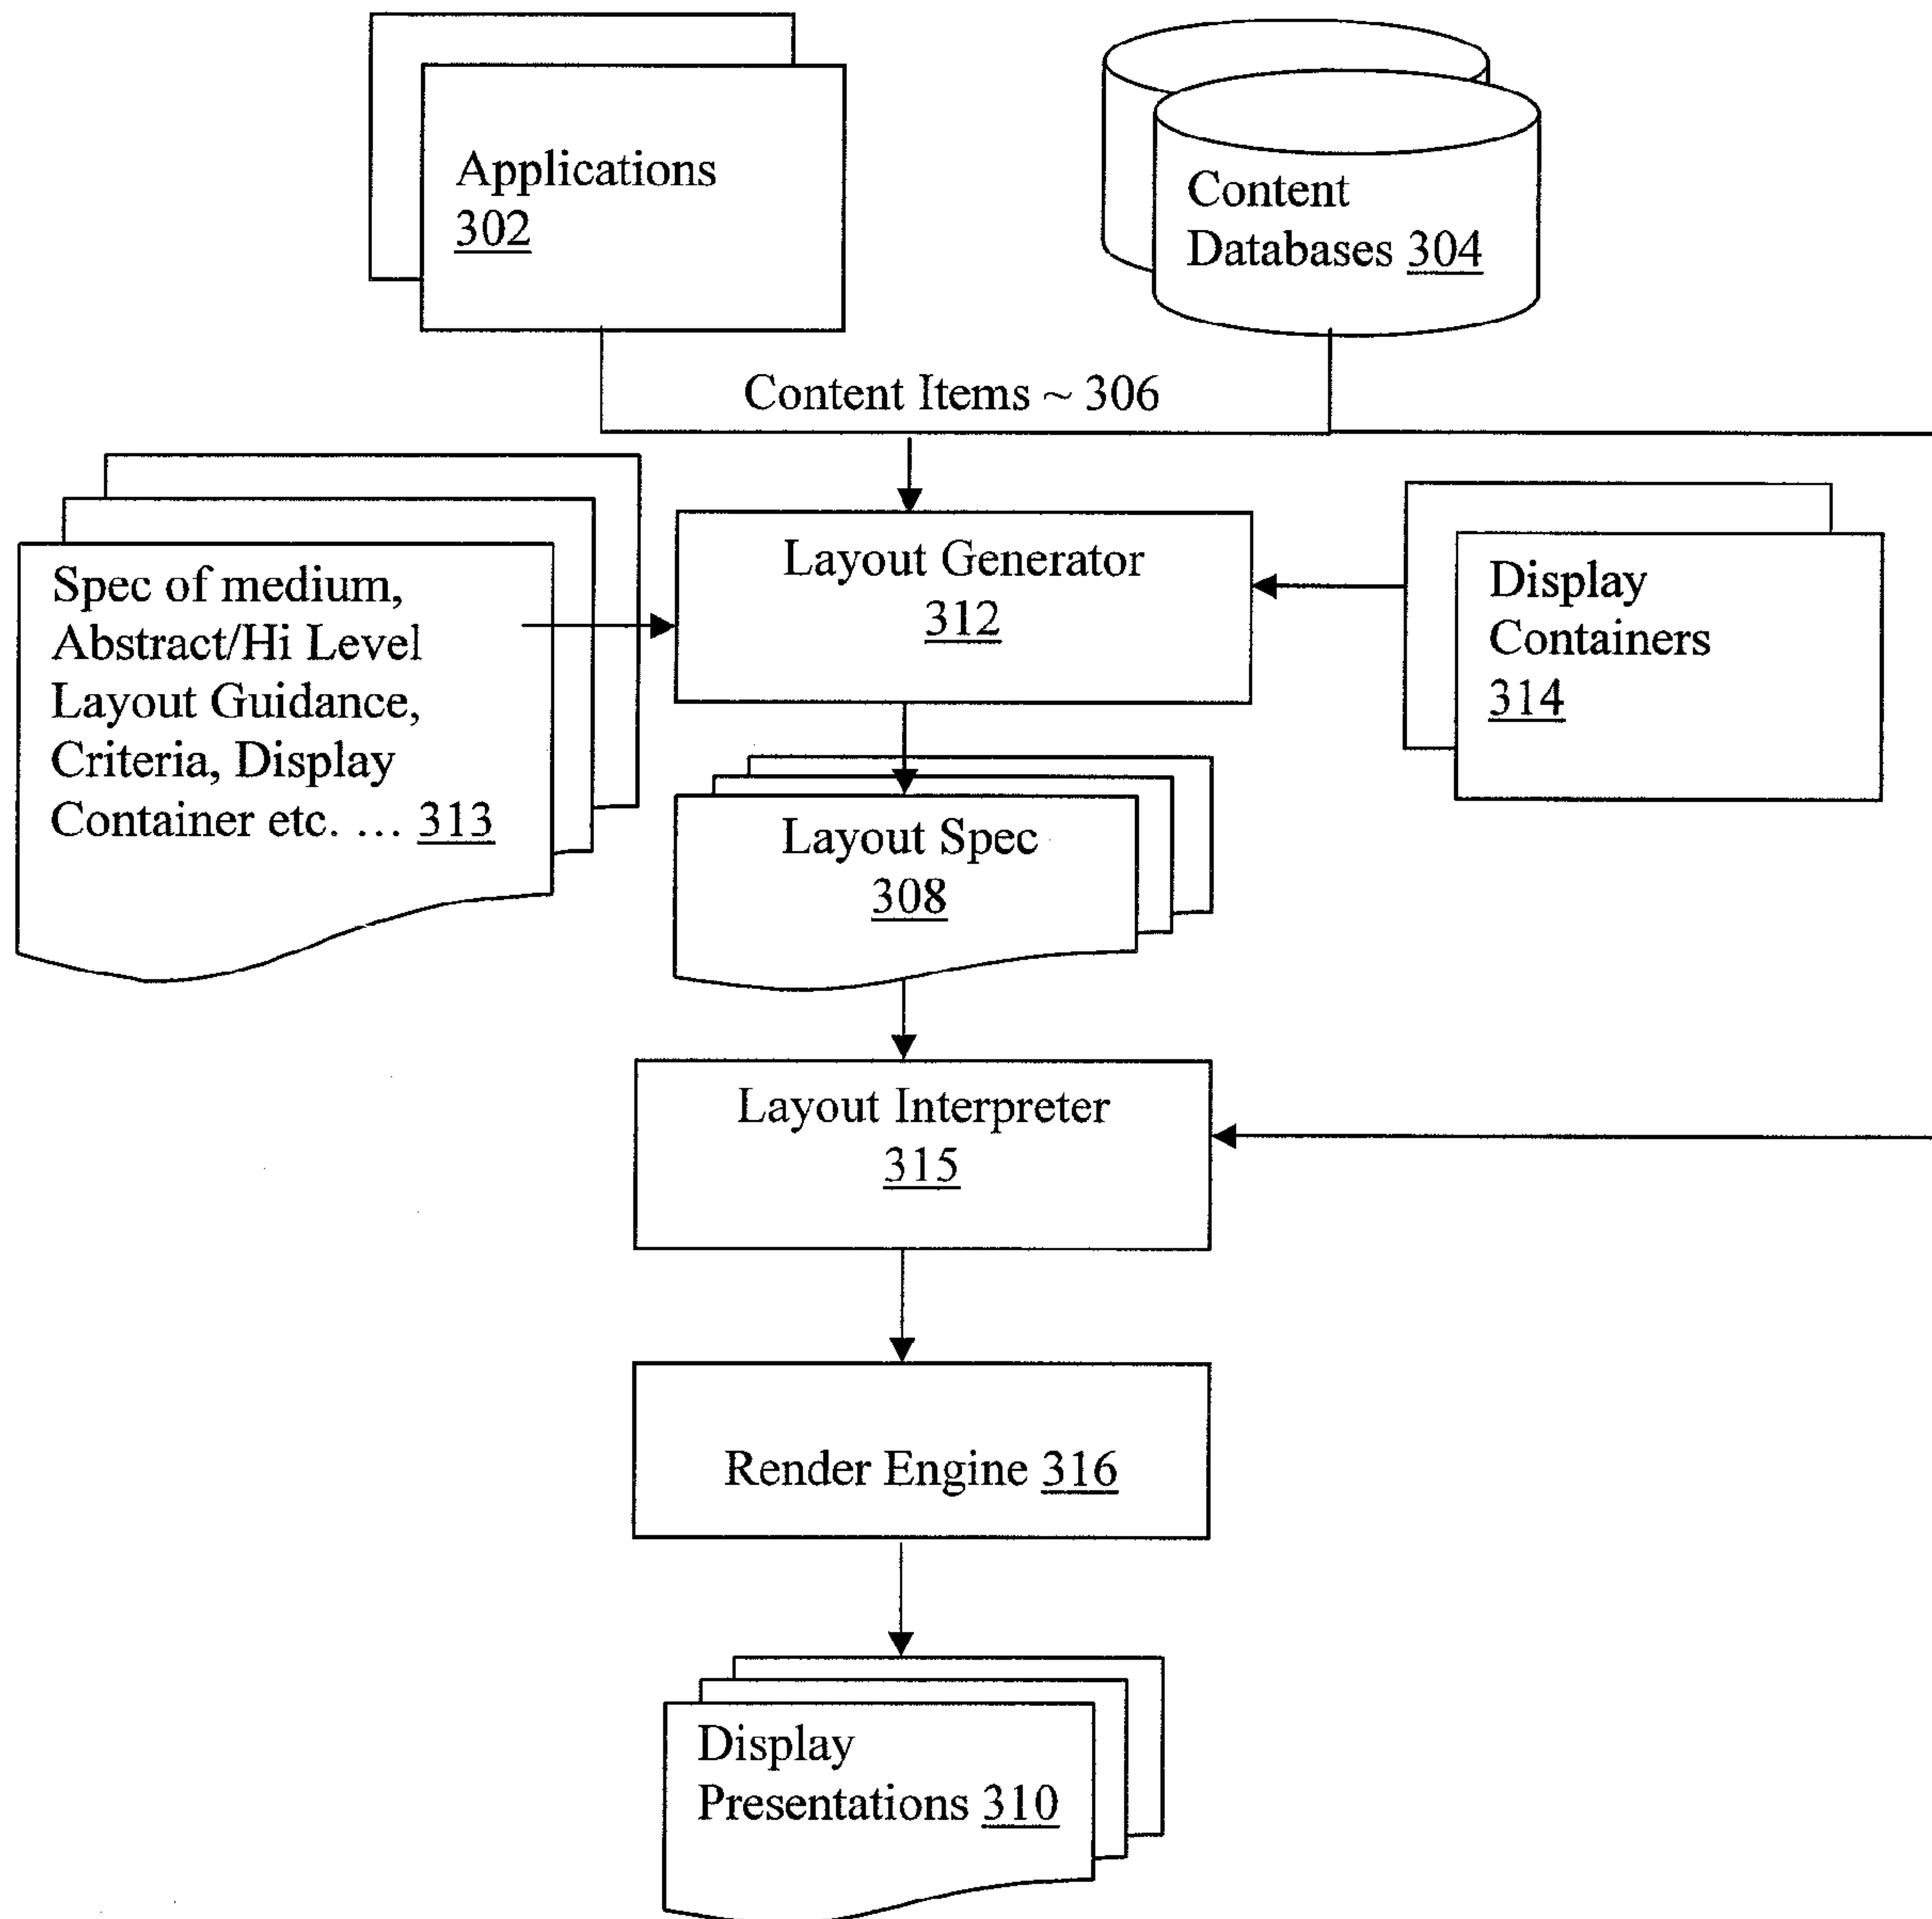 Applications
302
Content
Databases 304
Content Items ~ 306
Spec of medium,
Abstract/Hi Level
Layout Guidance,
Criteria, Display
Container etc. … 313
Layout Generator
312
Display
Containers
314
Layout Spec
308
Layout Interpreter
315
Render Engine 316
Display
Presentations 310